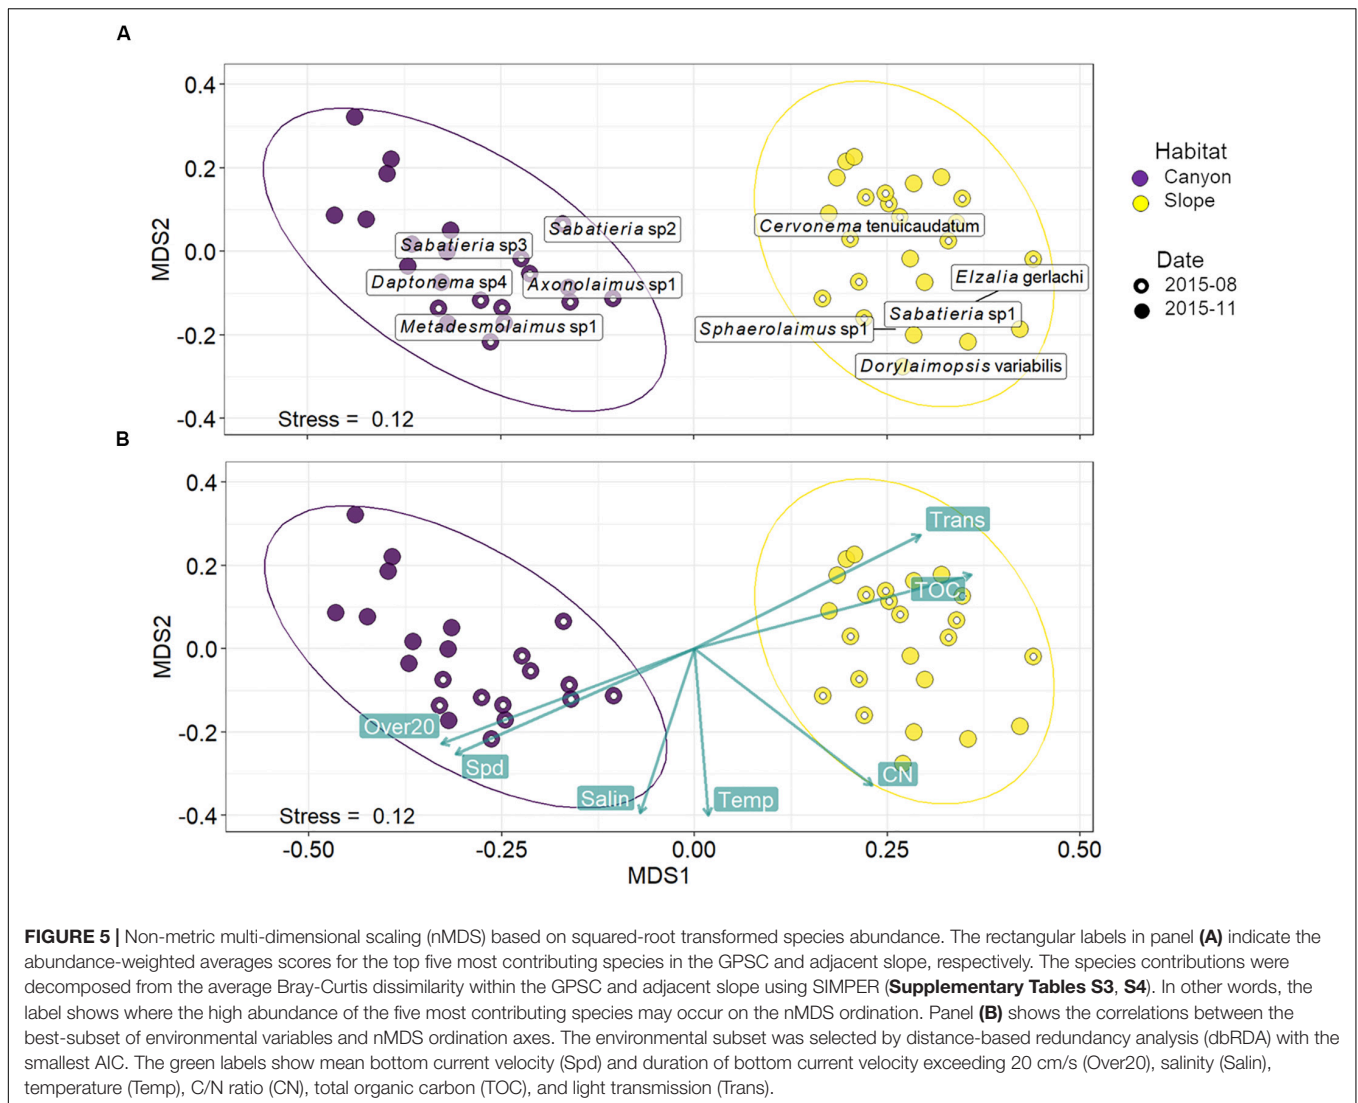 A
0.4
0.2
0.0
-0.2
-0.4
MDS2
Sabatieria sp2
Sabatieria sp3
Daptonema sp4
Axonolaimus sp1
Metadesmolaimus sp1
Cervonema tenuicaudatum
Elzalia gerlachi
Sabatieria sp1
Sphaerolaimus sp1
Dorylaimopsis variabilis
Stress = 0.12
Habitat
Canyon
Slope
Date
2015-08
2015-11
B
0.4
0.2
0.0
-0.2
-0.4
MDS2
Trans
TOC
Over20
Spd
Salin
Temp
CN
Stress = 0.12
-0.50 -0.25 0.00 0.25 0.50
MDS1
FIGURE 5 | Non-metric multi-dimensional scaling (nMDS) based on squared-root transformed species abundance. The rectangular labels in panel (A) indicate the
abundance-weighted averages scores for the top five most contributing species in the GPSC and adjacent slope, respectively. The species contributions were
decomposed from the average Bray-Curtis dissimilarity within the GPSC and adjacent slope using SIMPER (Supplementary Tables S3, S4). In other words, the
label shows where the high abundance of the five most contributing species may occur on the nMDS ordination. Panel (B) shows the correlations between the
best-subset of environmental variables and nMDS ordination axes. The environmental subset was selected by distance-based redundancy analysis (dbRDA) with the
smallest AIC. The green labels show mean bottom current velocity (Spd) and duration of bottom current velocity exceeding 20 cm/s (Over20), salinity (Salin),
temperature (Temp), C/N ratio (CN), total organic carbon (TOC), and light transmission (Trans).